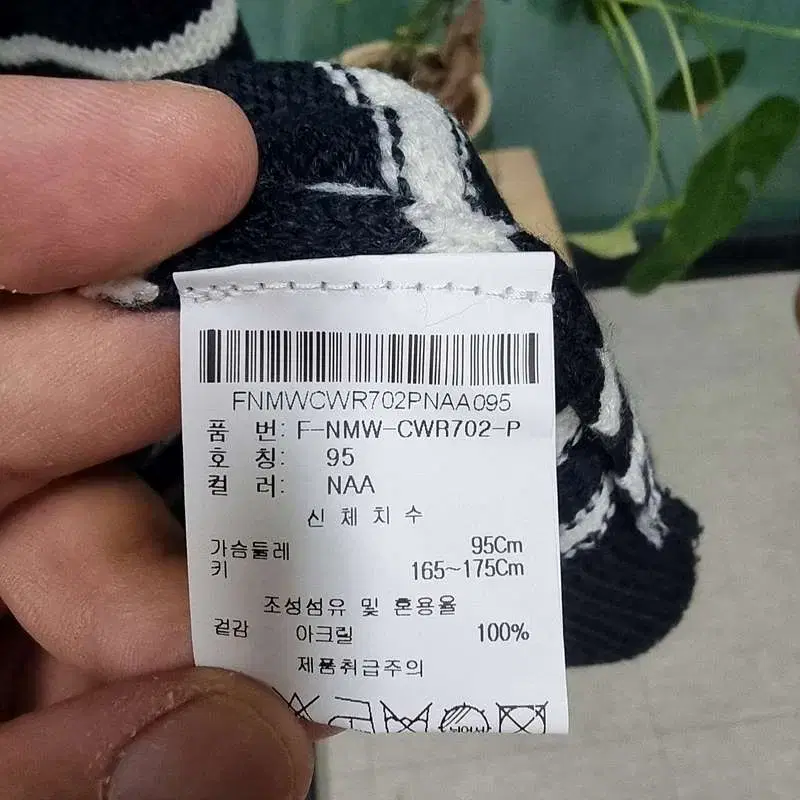 FNMWCWR702PNAA095
품 번: F-NMW-CWR702-P
호 칭: 95
컬 러: NAA
신 체 치 수
가슴둘레 95Cm
키 165~175Cm
조성섬유 및 혼용율
겉감 아크릴 100%
제품취급주의